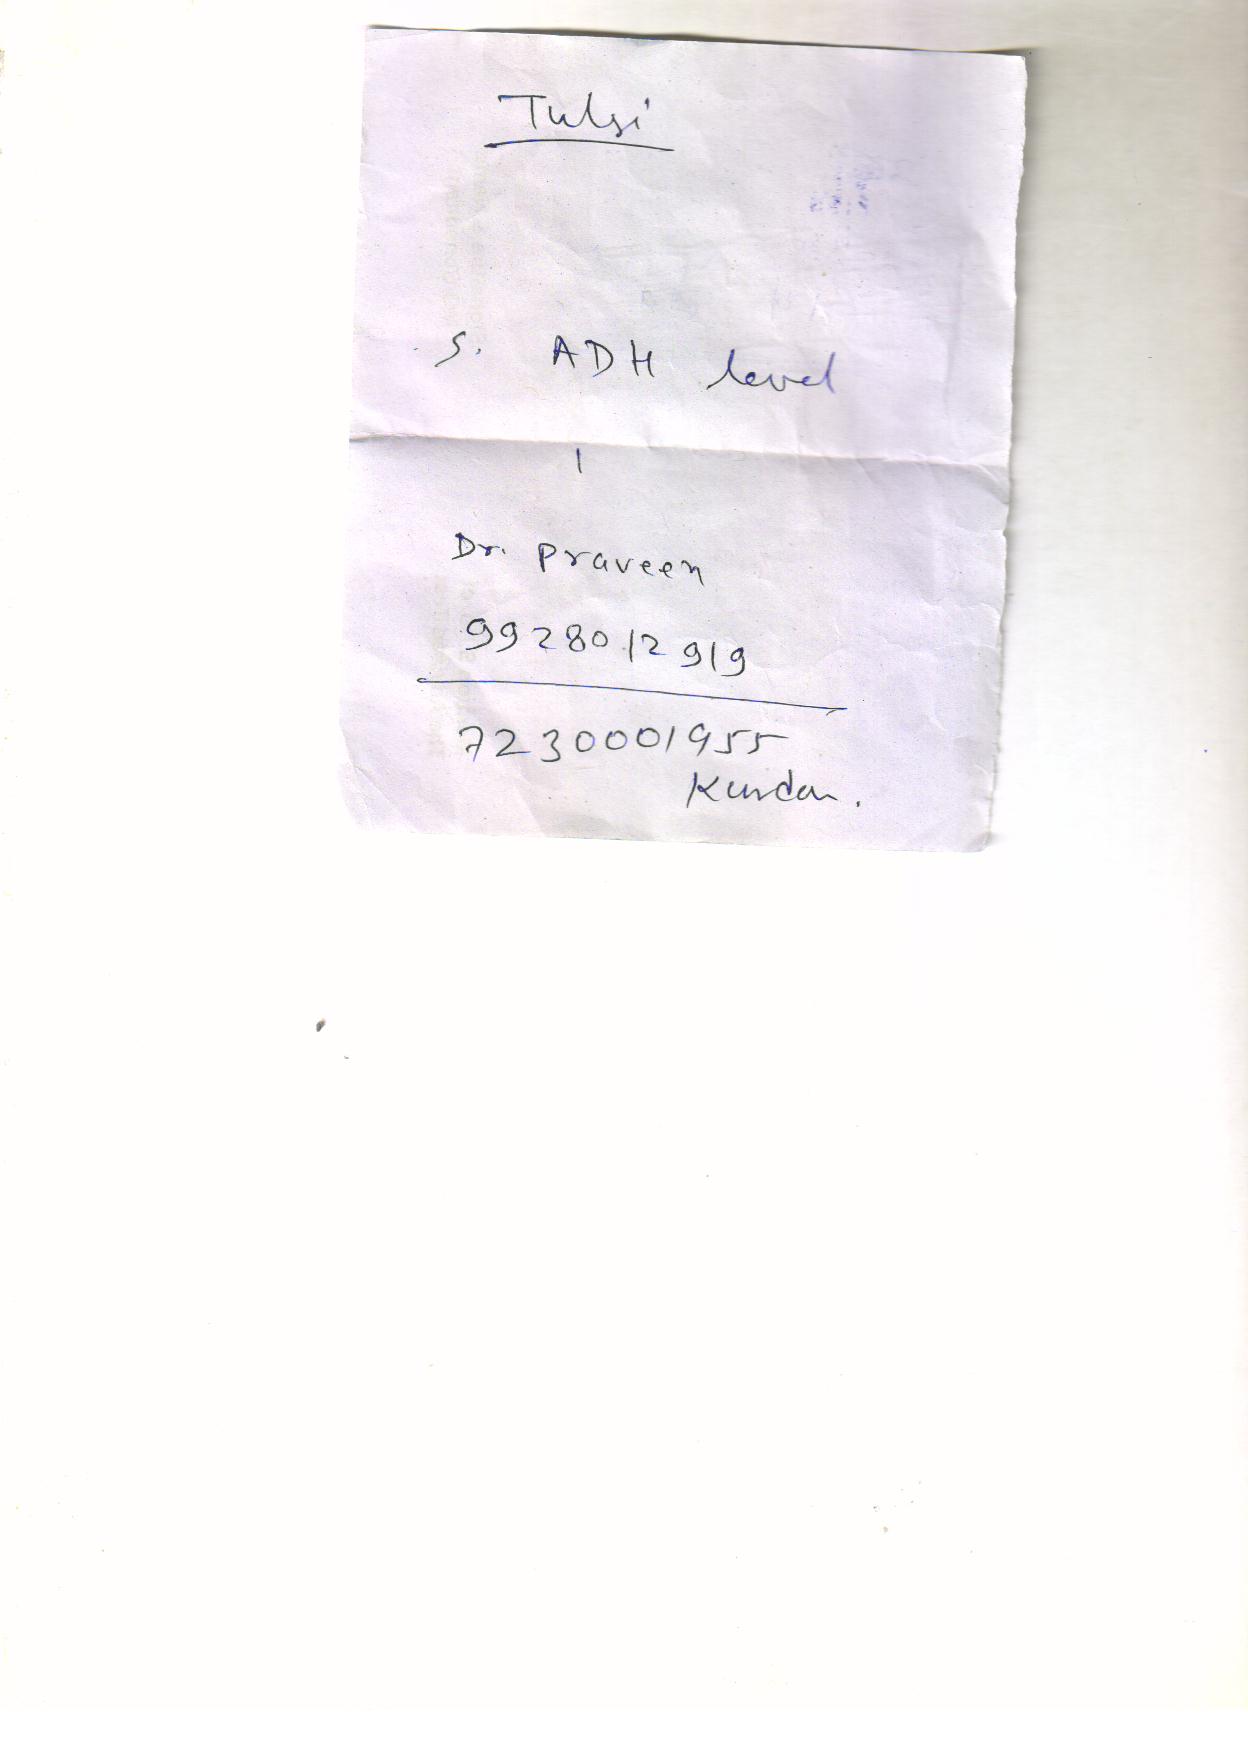 Tulsi
S. ADH level
Dr. Praveen
9928012919
7230001955
Kundan.